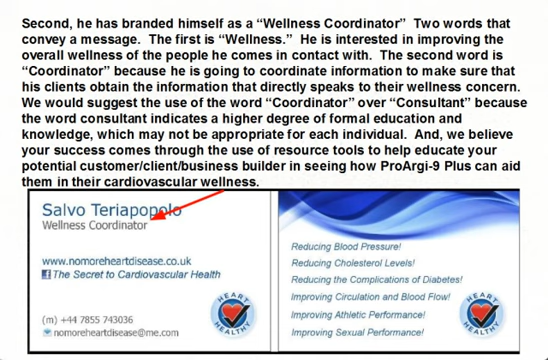 Second, he has branded himself as a “Wellness Coordinator”  Two words that
convey a message.  The first is “Wellness.”  He is interested in improving the
overall wellness of the people he comes in contact with.  The second word is
“Coordinator” because he is going to coordinate information to make sure that
his clients obtain the information that directly speaks to their wellness concern.
We would suggest the use of the word “Coordinator” over “Consultant” because
the word consultant indicates a higher degree of formal education and
knowledge, which may not be appropriate for each individual.  And, we believe
your success comes through the use of resource tools to help educate your
potential customer/client/business builder in seeing how ProArgi-9 Plus can aid
them in their cardiovascular wellness.
Salvo Teriapopolo
Wellness Coordinator
www.nomoreheartdisease.co.uk
f The Secret to Cardiovascular Health
(m) +44 7855 743036
nomoreheartdisease@me.com
HEART
HEALTHY
Reducing Blood Pressure!
Reducing Cholesterol Levels!
Reducing the Complications of Diabetes!
Improving Circulation and Blood Flow!
Improving Athletic Performance!
Improving Sexual Performance!
HEART
HEALTHY